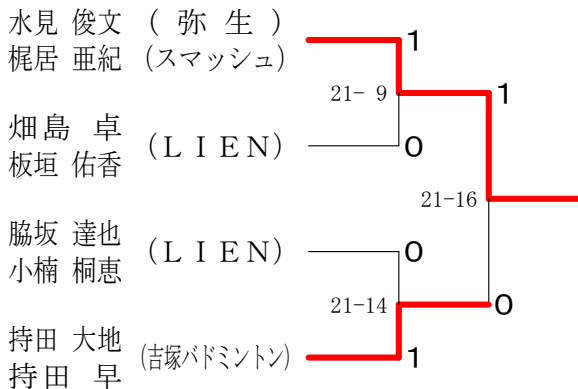 水見 俊文 （ 弥 生 ）
梶居 亜紀 （スマッシュ）
1
21- 9
1
畑島 卓
板垣 佑香 （ＬＩＥＮ）
0
21-16
脇坂 達也
小楠 桐恵 （ＬＩＥＮ）
0
21-14
0
持田 大地
持田 早 （吉塚バドミントン）
1